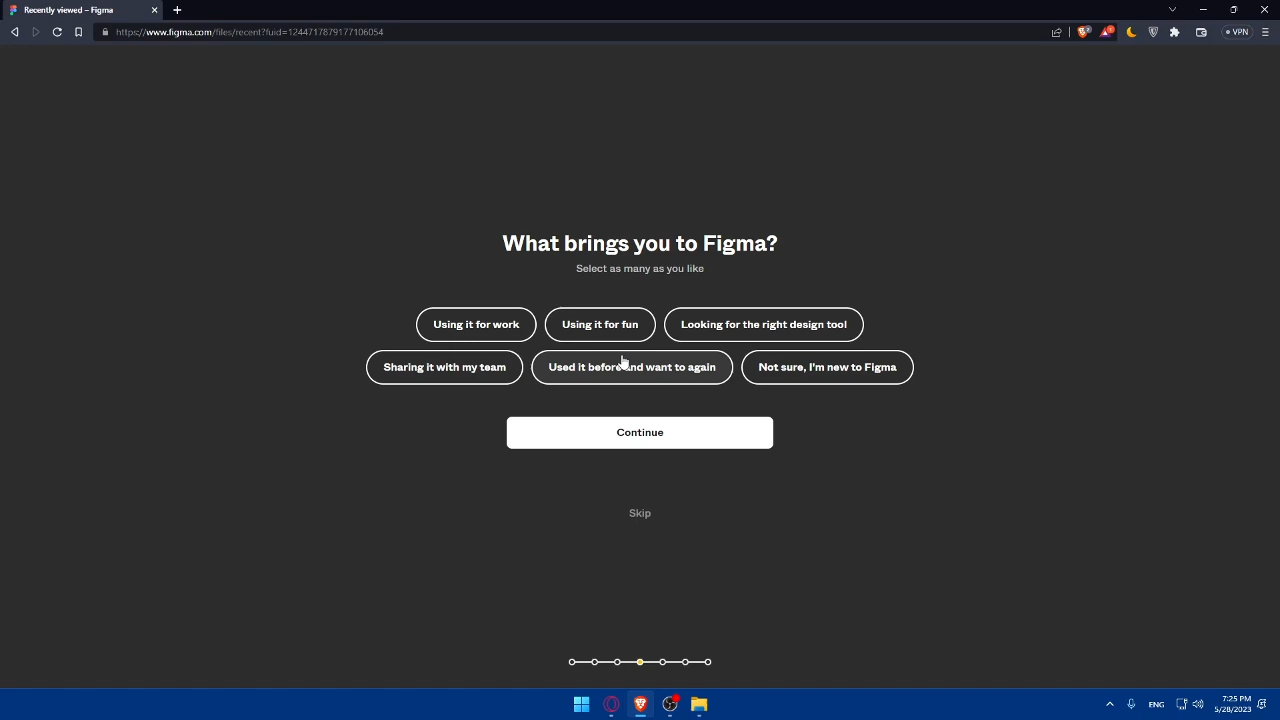 Recently viewed – Figma
https://www.figma.com/files/recent?fuid=1244717879177106054
VPN
What brings you to Figma?
Select as many as you like
Using it for work
Using it for fun
Looking for the right design tool
Sharing it with my team
Used it before and want to again
Not sure, I'm new to Figma
Continue
Skip
ENG
7:25 PM
5/28/2023